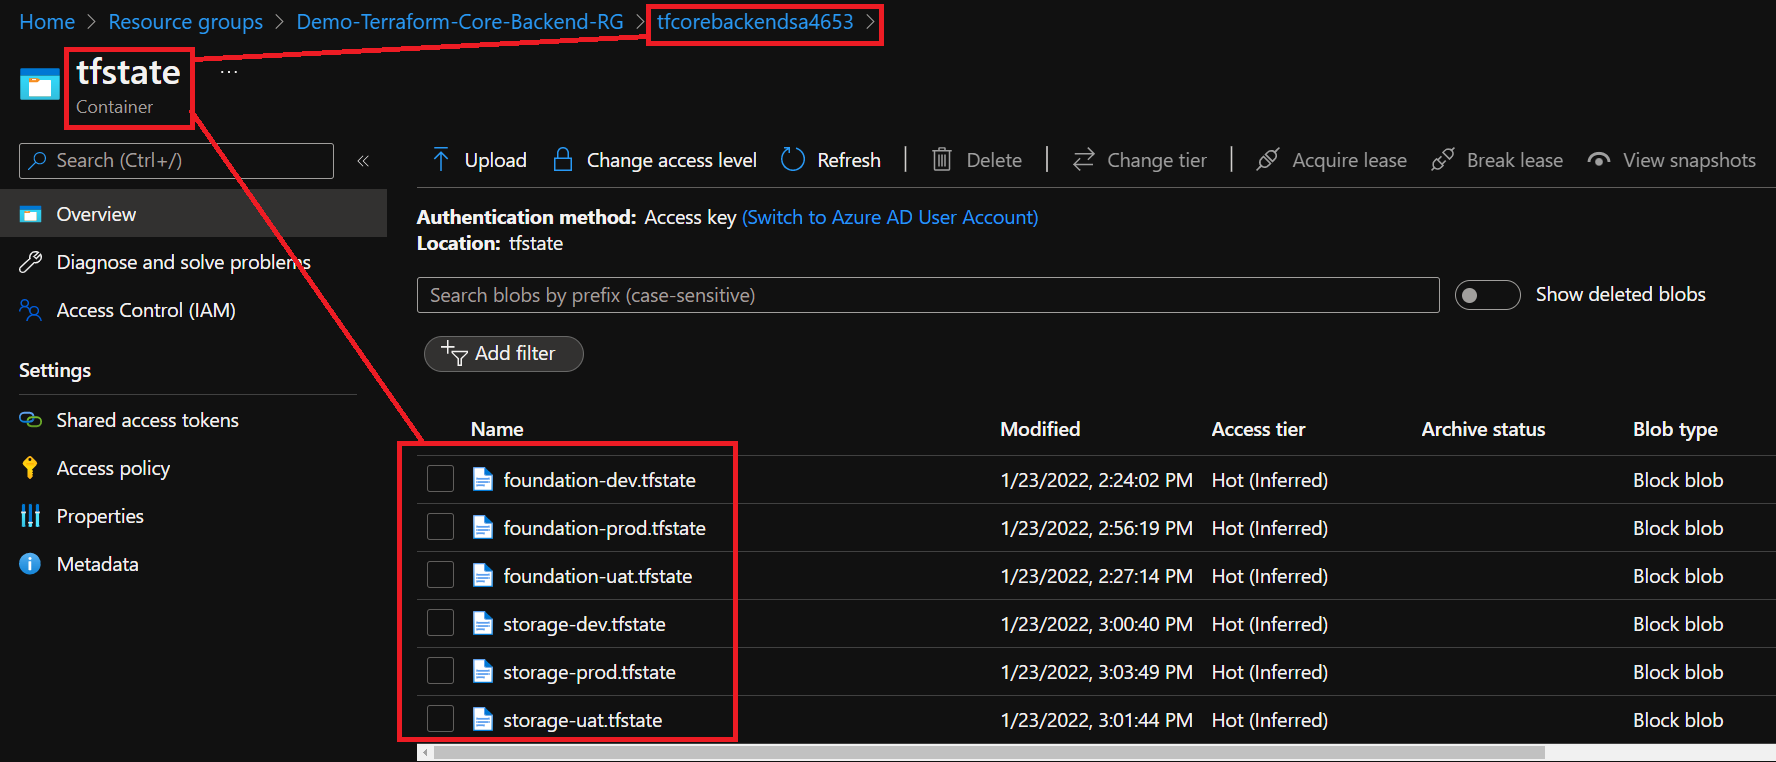 Home > Resource groups > Demo-Terraform-Core-Backend-RG > tfcorebackendsa4653 >
tfstate ...
Container
Search (Ctrl+/) «
Upload Change access level Refresh | Delete | Change tier | Acquire lease Break lease View snapshots
Overview
Diagnose and solve problems
Access Control (IAM)
Settings
Shared access tokens
Access policy
Properties
Metadata
Authentication method: Access key (Switch to Azure AD User Account)
Location: tfstate
Search blobs by prefix (case-sensitive) Show deleted blobs
Add filter
Name Modified Access tier Archive status Blob type
foundation-dev.tfstate 1/23/2022, 2:24:02 PM Hot (Inferred) Block blob
foundation-prod.tfstate 1/23/2022, 2:56:19 PM Hot (Inferred) Block blob
foundation-uat.tfstate 1/23/2022, 2:27:14 PM Hot (Inferred) Block blob
storage-dev.tfstate 1/23/2022, 3:00:40 PM Hot (Inferred) Block blob
storage-prod.tfstate 1/23/2022, 3:03:49 PM Hot (Inferred) Block blob
storage-uat.tfstate 1/23/2022, 3:01:44 PM Hot (Inferred) Block blob